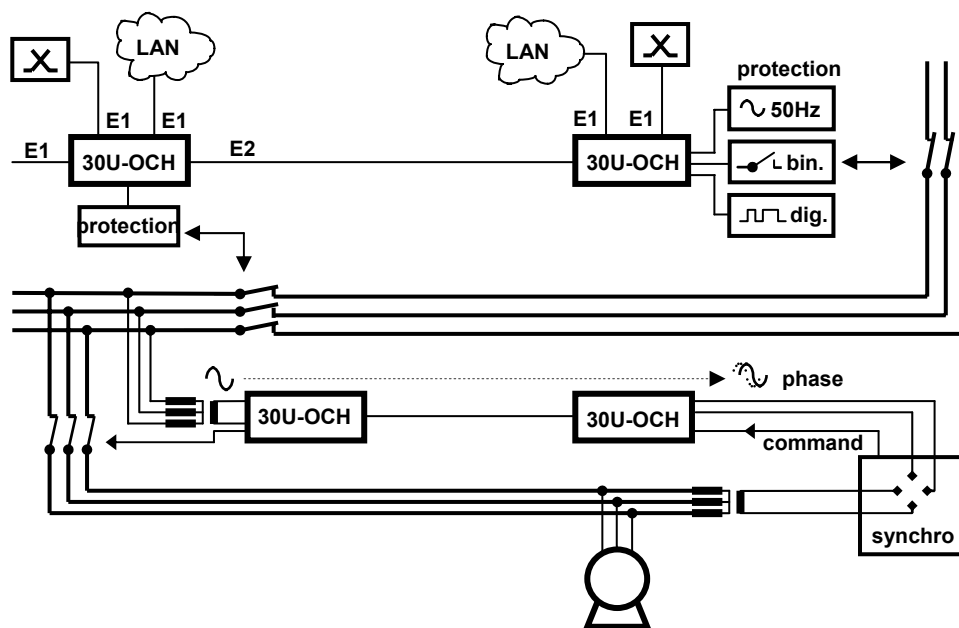 LAN
LAN
protection
E1
E1
E1
E1
50Hz
E1
30U-OCH
E2
30U-OCH
bin.
protection
dig.
phase
30U-OCH
30U-OCH
command
synchro